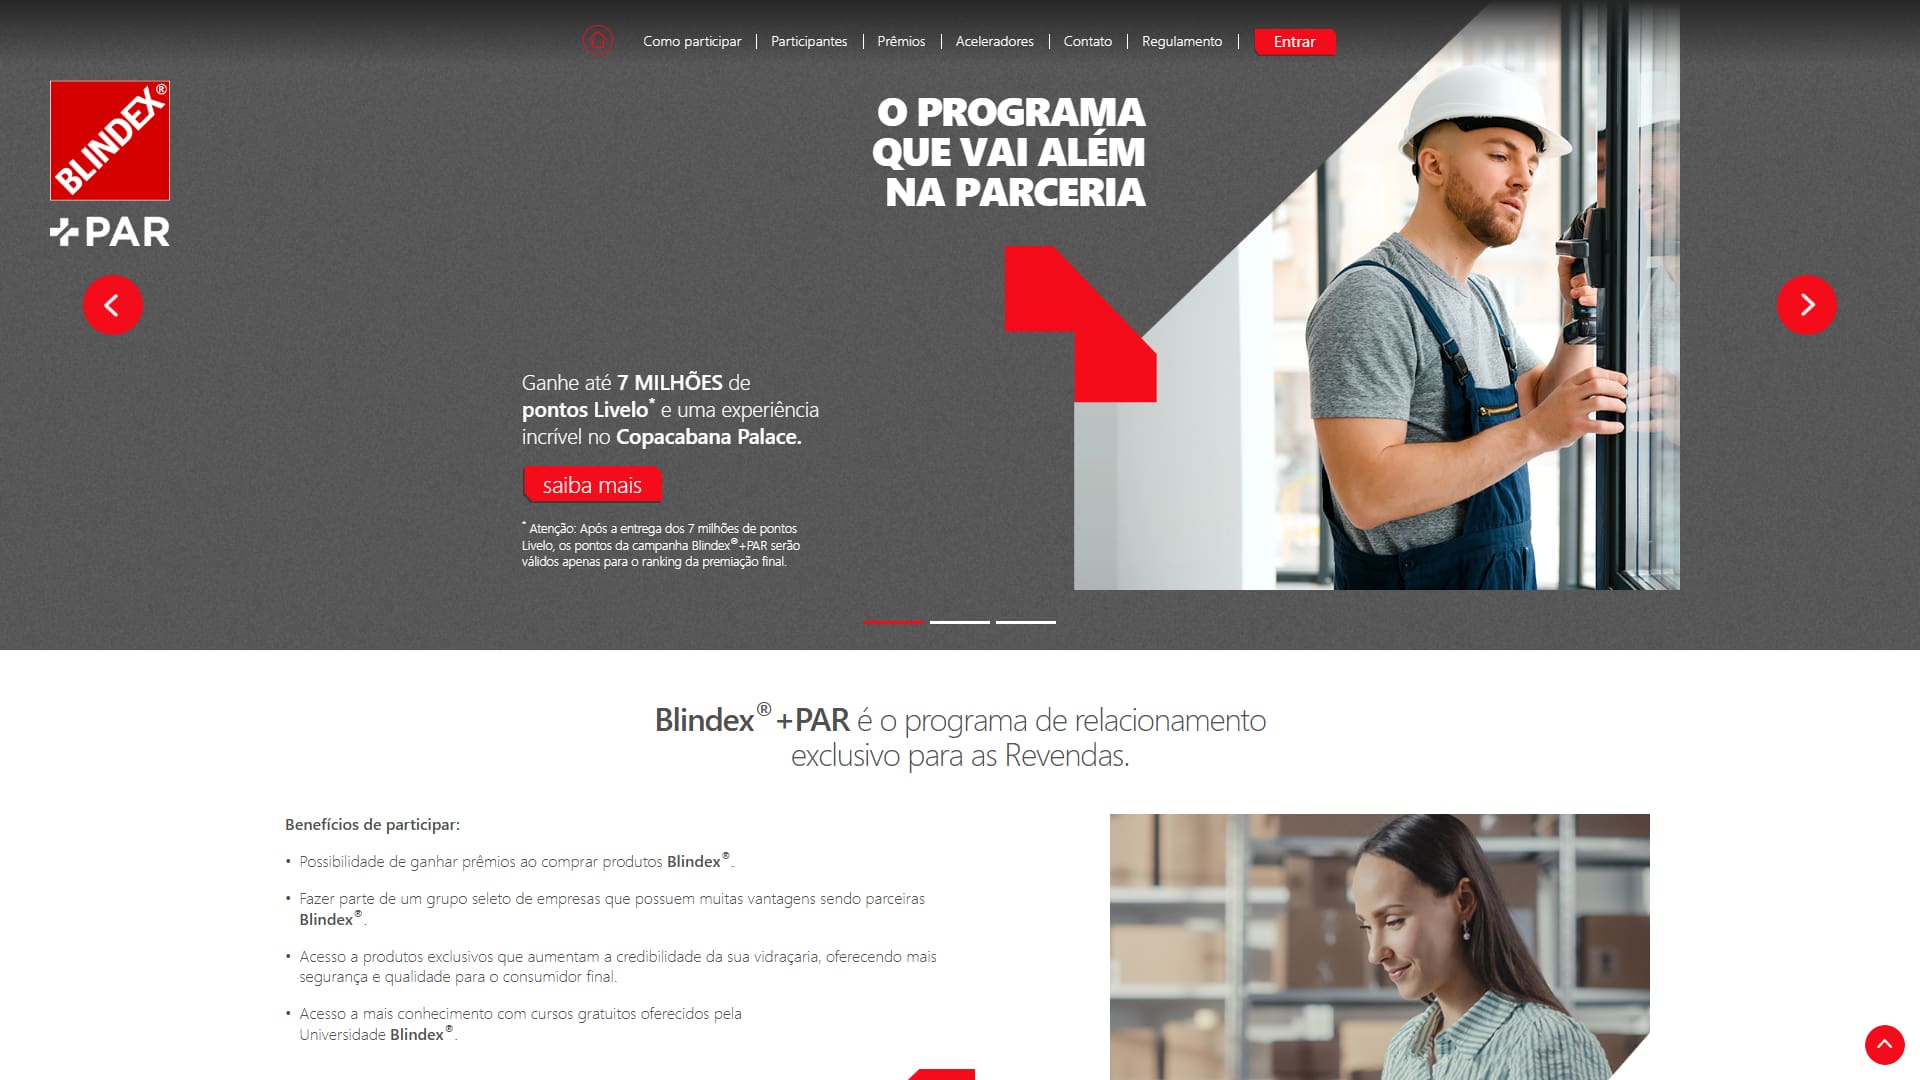 Como participar
Participantes
Prêmios
Aceleradores
Contato
Regulamento
Entrar
BLINDEX®
+PAR
O PROGRAMA
QUE VAI ALÉM
NA PARCERIA
Ganhe até 7 MILHÕES de
pontos Livelo* e uma experiência
incrível no Copacabana Palace.
saiba mais
* Atenção: Após a entrega dos 7 milhões de pontos
Livelo, os pontos da campanha Blindex®+PAR serão
válidos apenas para o ranking da premiação final.
Blindex®+PAR é o programa de relacionamento
exclusivo para as Revendas.
Benefícios de participar:
• Possibilidade de ganhar prêmios ao comprar produtos Blindex®.
• Fazer parte de um grupo seleto de empresas que possuem muitas vantagens sendo parceiras
Blindex®.
• Acesso a produtos exclusivos que aumentam a credibilidade da sua vidraçaria, oferecendo mais
segurança e qualidade para o consumidor final.
• Acesso a mais conhecimento com cursos gratuitos oferecidos pela
Universidade Blindex®.